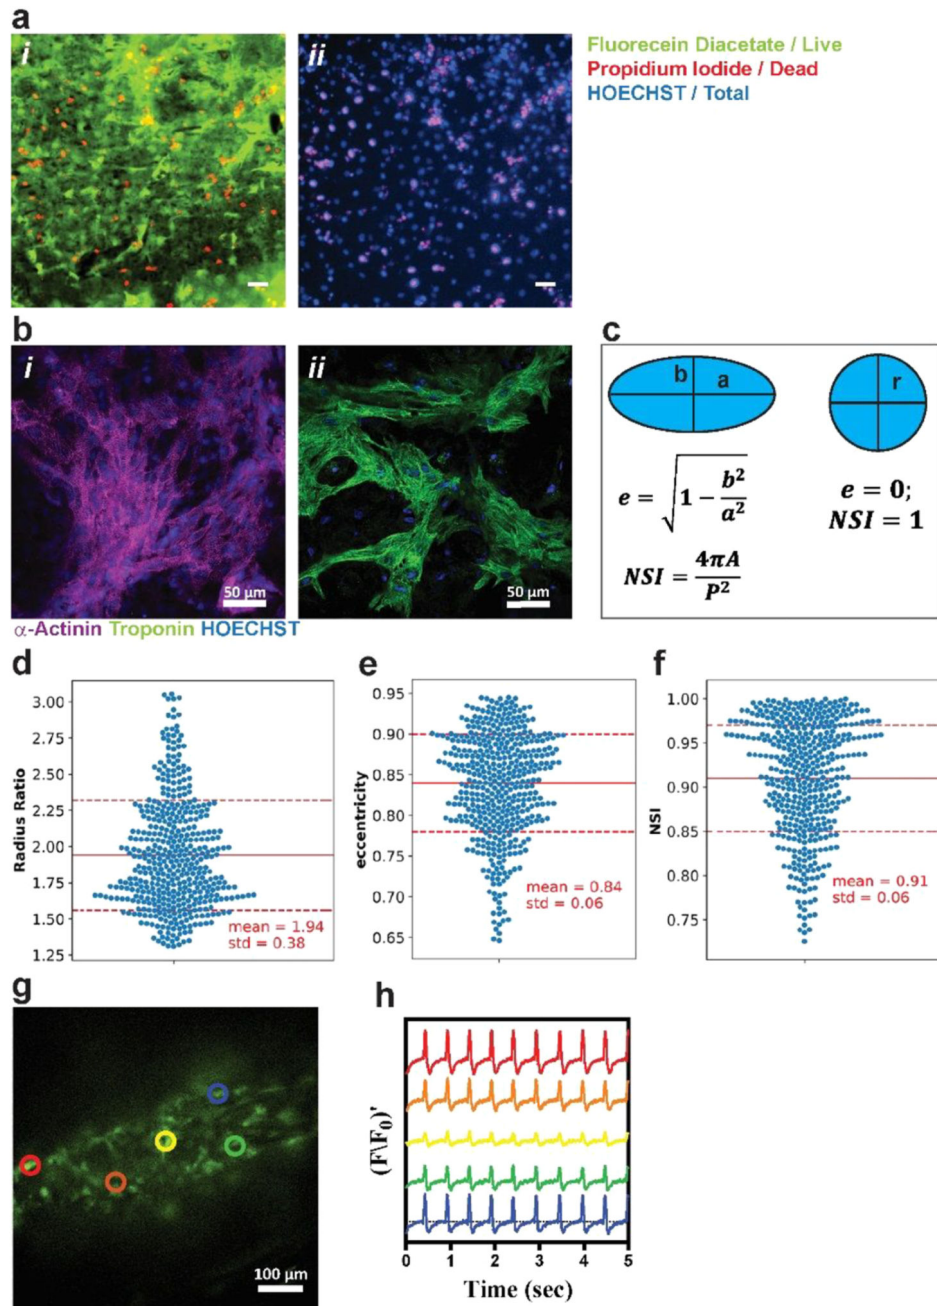 a
i
ii
Fluorecein Diacetate / Live
Propidium Iodide / Dead
HOECHST / Total
b
i
50 µm
ii
50 µm
α-Actinin Troponin HOECHST
c
b a
r
e = √1 − b²/a²
NSI = 4πA/P²
e = 0;
NSI = 1
d
Radius Ratio
3.00
2.75
2.50
2.25
2.00
1.75
1.50
1.25
mean = 1.94
std = 0.38
e
eccentricity
0.95
0.90
0.85
0.80
0.75
0.70
0.65
mean = 0.84
std = 0.06
f
NSI
1.00
0.95
0.90
0.85
0.80
0.75
mean = 0.91
std = 0.06
g
100 µm
h
(F\F₀)'
0 1 2 3 4 5
Time (sec)